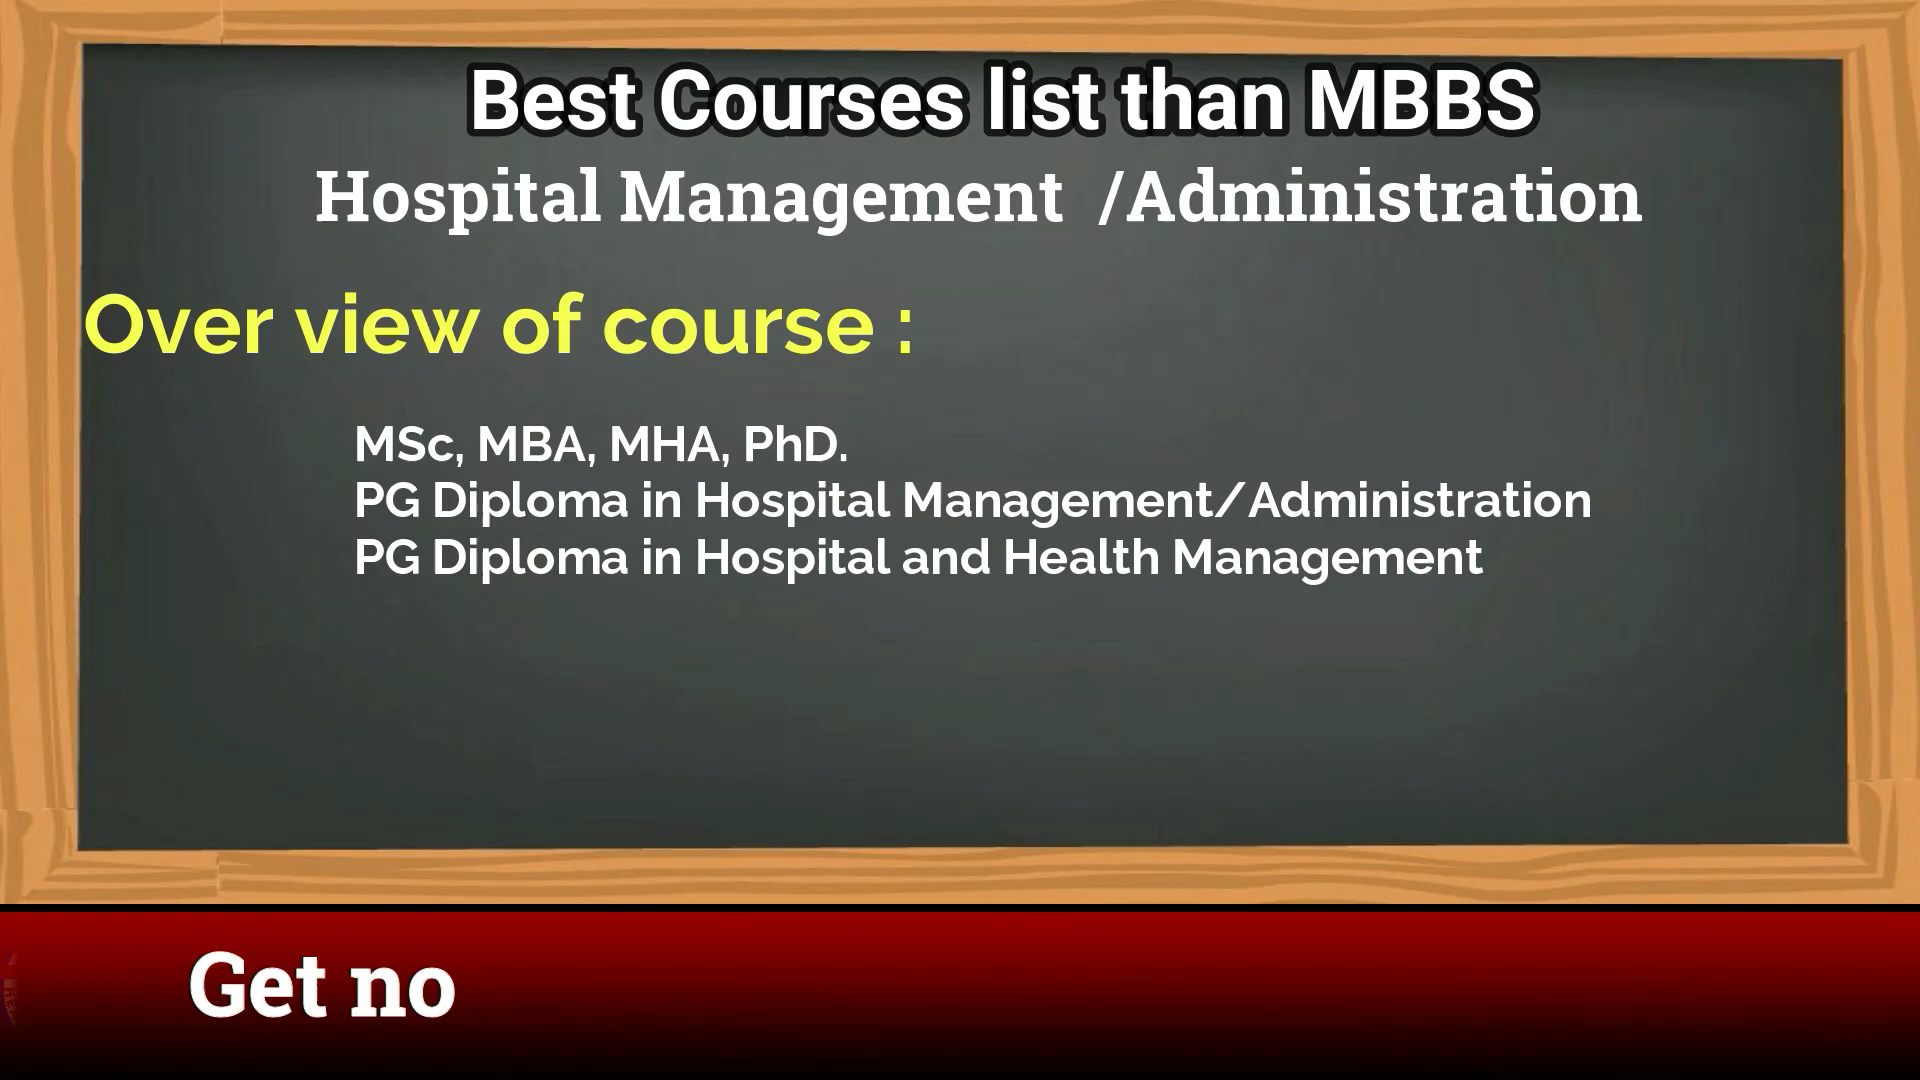 Best Courses list than MBBS
Hospital Management /Administration
Over view of course :
MSc, MBA, MHA, PhD.
PG Diploma in Hospital Management/Administration
PG Diploma in Hospital and Health Management
Get no